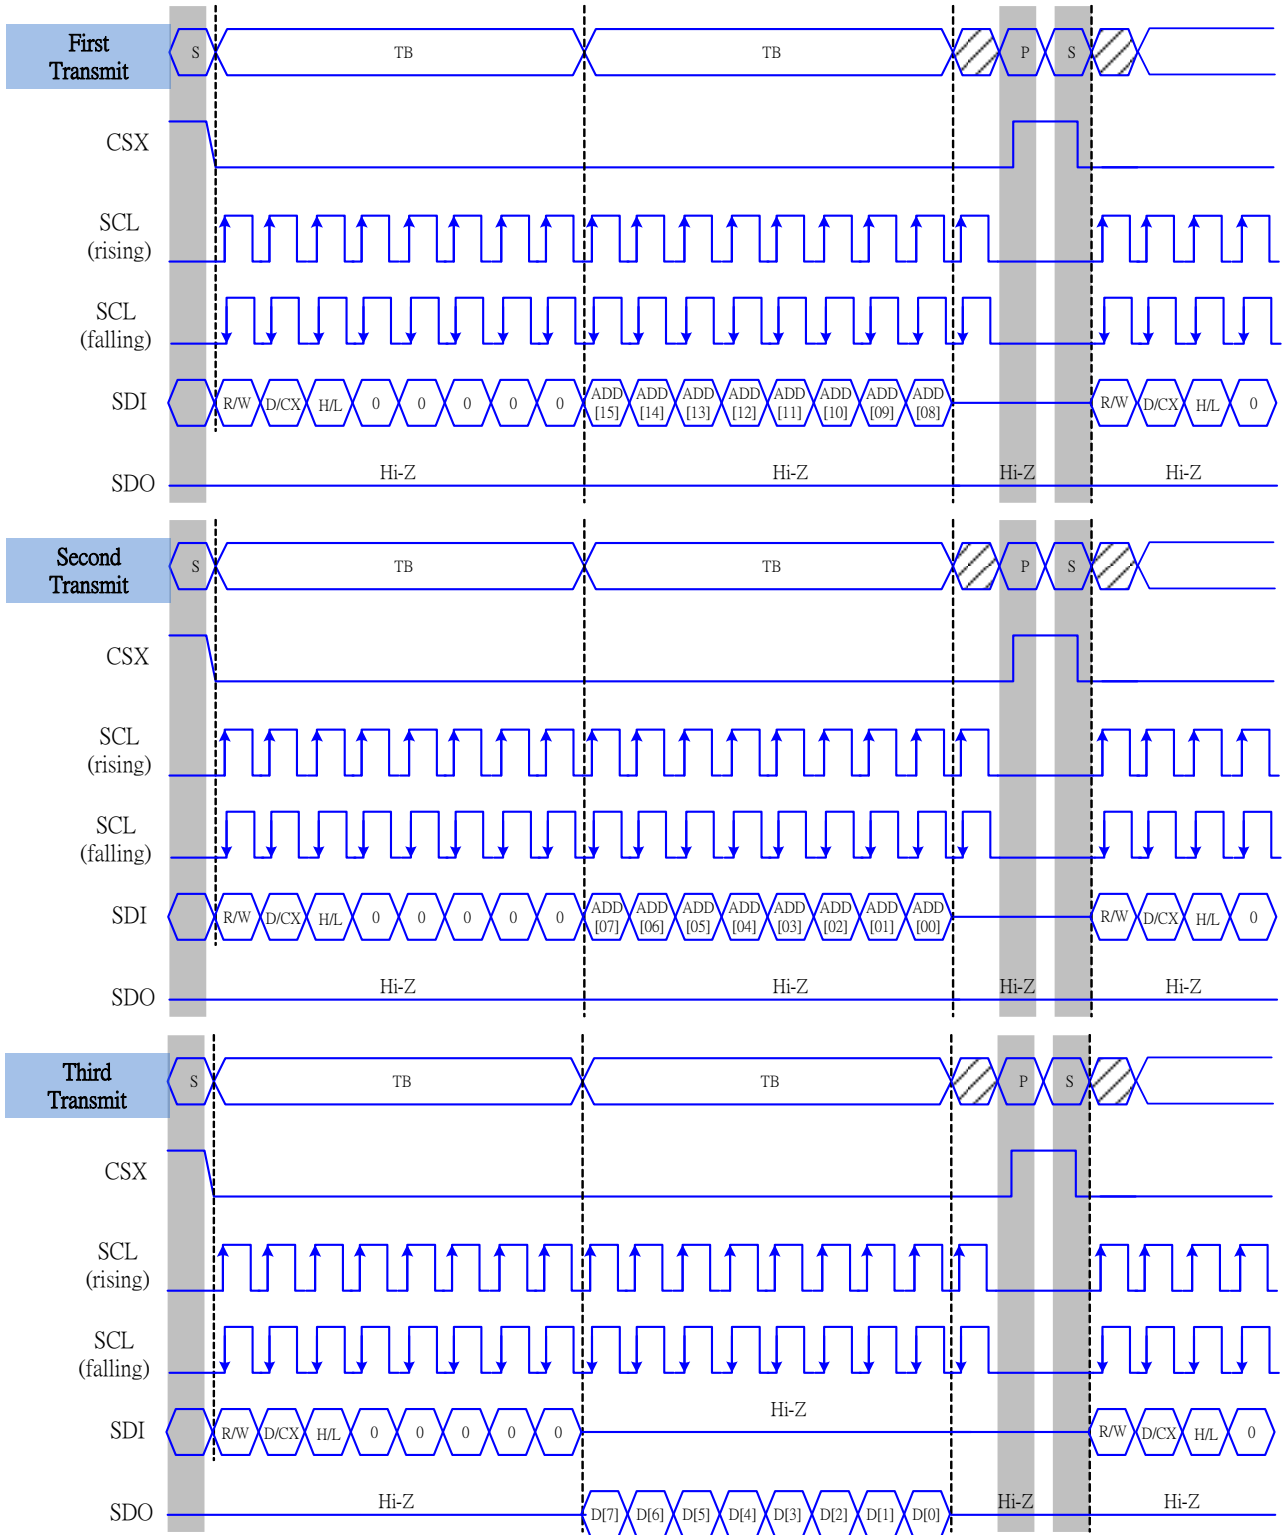 First
Transmit
S TB TB P S
CSX
SCL
(rising)
SCL
(falling)
SDI R/W D/CX H/L 0 0 0 0 0 ADD ADD ADD ADD ADD ADD ADD ADD R/W D/CX H/L 0
[15] [14] [13] [12] [11] [10] [09] [08]
Hi-Z Hi-Z Hi-Z Hi-Z
SDO
Second
Transmit
S TB TB P S
CSX
SCL
(rising)
SCL
(falling)
SDI R/W D/CX H/L 0 0 0 0 0 ADD ADD ADD ADD ADD ADD ADD ADD R/W D/CX H/L 0
[07] [06] [05] [04] [03] [02] [01] [00]
Hi-Z Hi-Z Hi-Z Hi-Z
SDO
Third
Transmit
S TB TB P S
CSX
SCL
(rising)
SCL
(falling)
Hi-Z
SDI R/W D/CX H/L 0 0 0 0 0 R/W D/CX H/L 0
Hi-Z Hi-Z Hi-Z
SDO D[7] D[6] D[5] D[4] D[3] D[2] D[1] D[0]